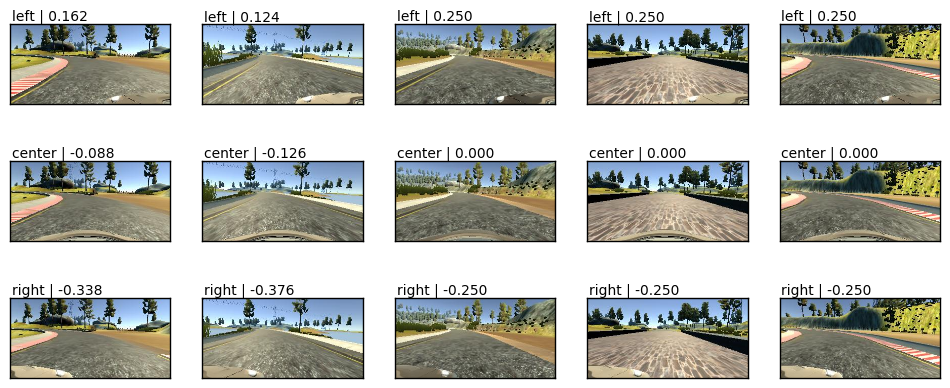 left | 0.162
left | 0.124
left | 0.250
left | 0.250
left | 0.250
center | -0.088
center | -0.126
center | 0.000
center | 0.000
center | 0.000
right | -0.338
right | -0.376
right | -0.250
right | -0.250
right | -0.250